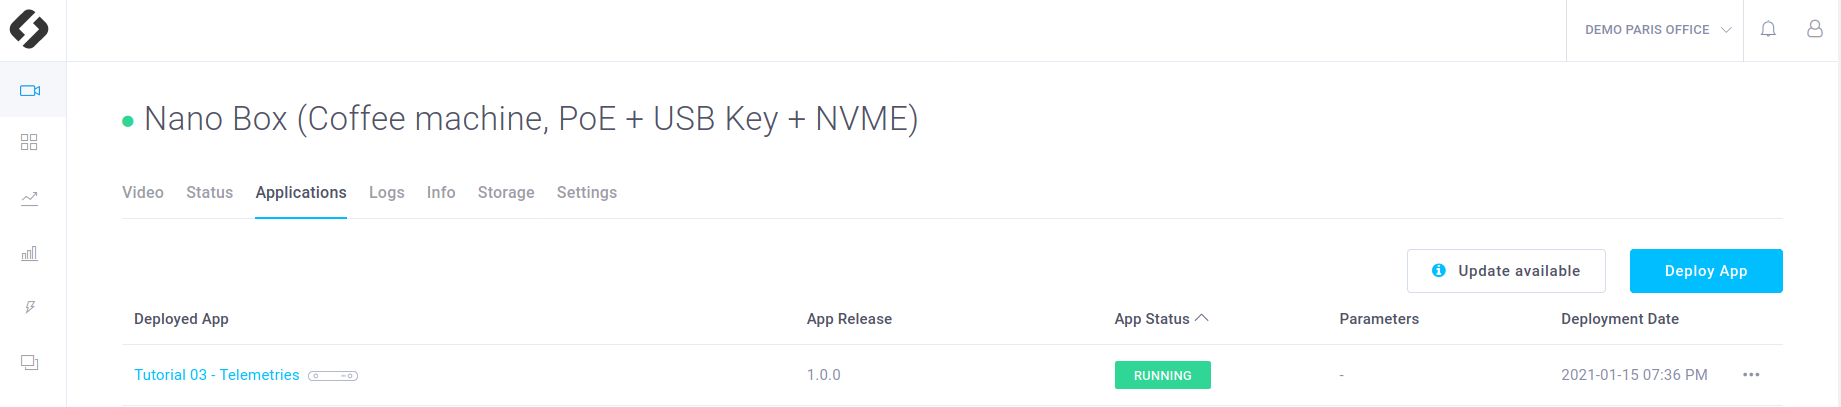 DEMO PARIS OFFICE
Nano Box (Coffee machine, PoE + USB Key + NVME)
Video Status Applications Logs Info Storage Settings
Update available Deploy App
Deployed App App Release App Status Parameters Deployment Date
Tutorial 03 - Telemetries 1.0.0 RUNNING - 2021-01-15 07:36 PM